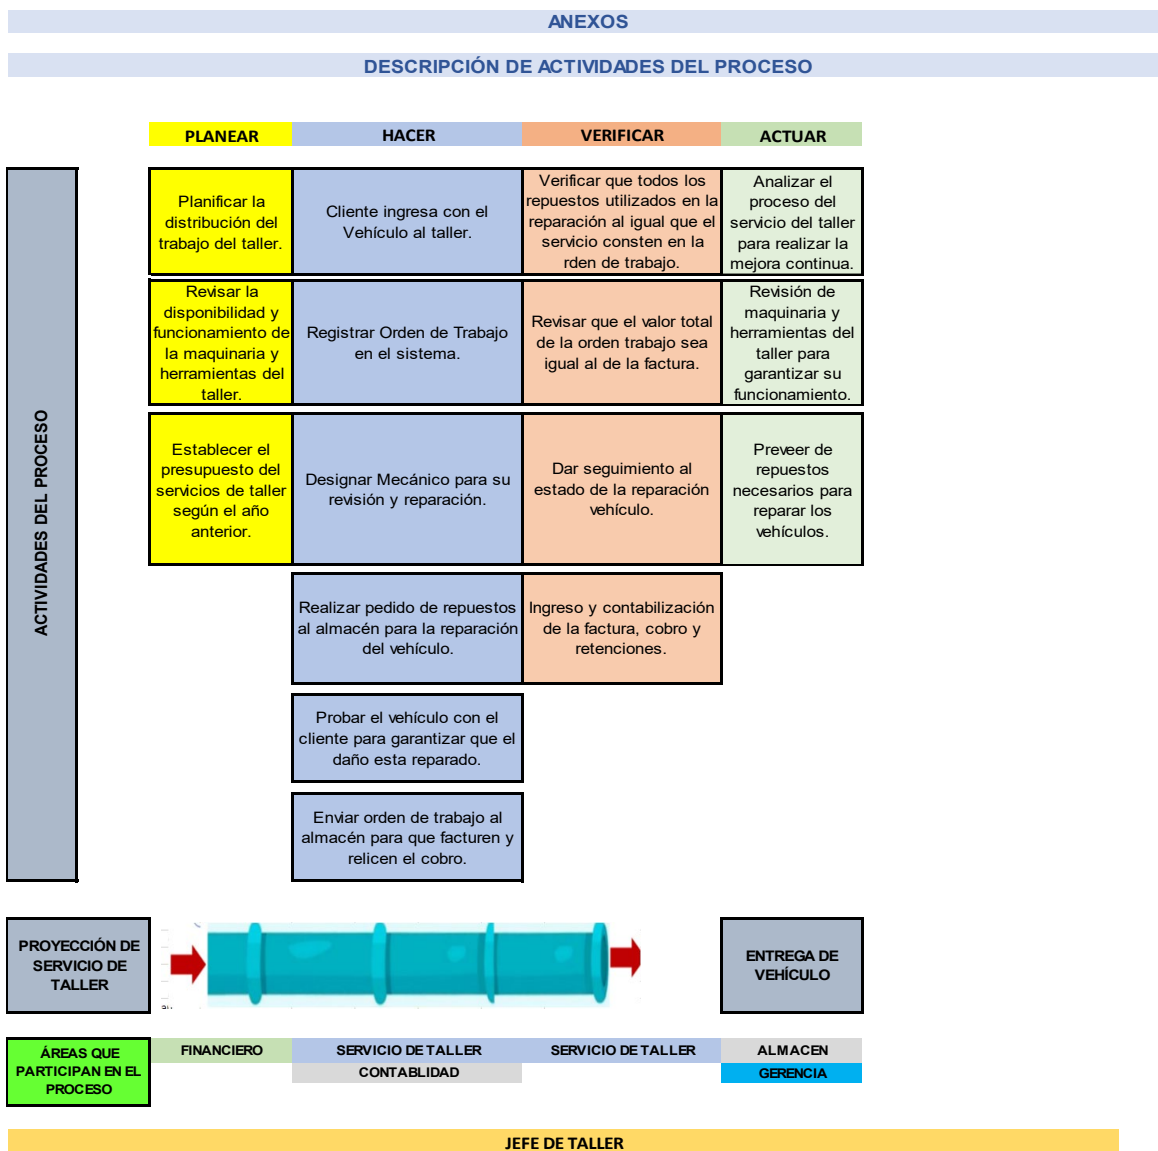 ANEXOS
DESCRIPCIÓN DE ACTIVIDADES DEL PROCESO
PLANEAR
HACER
VERIFICAR
ACTUAR
ACTIVIDADES DEL PROCESO
Planificar la
distribución del
trabajo del taller.
Cliente ingresa con el
Vehículo al taller.
Verificar que todos los
repuestos utilizados en la
reparación al igual que el
servicio consten en la
rden de trabajo.
Analizar el
proceso del
servicio del taller
para realizar la
mejora continua.
Revisar la
disponibilidad y
funcionamiento de
la maquinaria y
herramientas del
taller.
Registrar Orden de Trabajo
en el sistema.
Revisar que el valor total
de la orden trabajo sea
igual al de la factura.
Revisión de
maquinaria y
herramientas del
taller para
garantizar su
funcionamiento.
Establecer el
presupuesto del
servicios de taller
según el año
anterior.
Designar Mecánico para su
revisión y reparación.
Dar seguimiento al
estado de la reparación
vehículo.
Preveer de
repuestos
necesarios para
reparar los
vehículos.
Realizar pedido de repuestos
al almacén para la reparación
del vehículo.
Ingreso y contabilización
de la factura, cobro y
retenciones.
Probar el vehículo con el
cliente para garantizar que el
daño esta reparado.
Enviar orden de trabajo al
almacén para que facturen y
relicen el cobro.
PROYECCIÓN DE
SERVICIO DE
TALLER
ENTREGA DE
VEHÍCULO
ÁREAS QUE
PARTICIPAN EN EL
PROCESO
FINANCIERO
SERVICIO DE TALLER
SERVICIO DE TALLER
ALMACEN
CONTABLIDAD
GERENCIA
JEFE DE TALLER